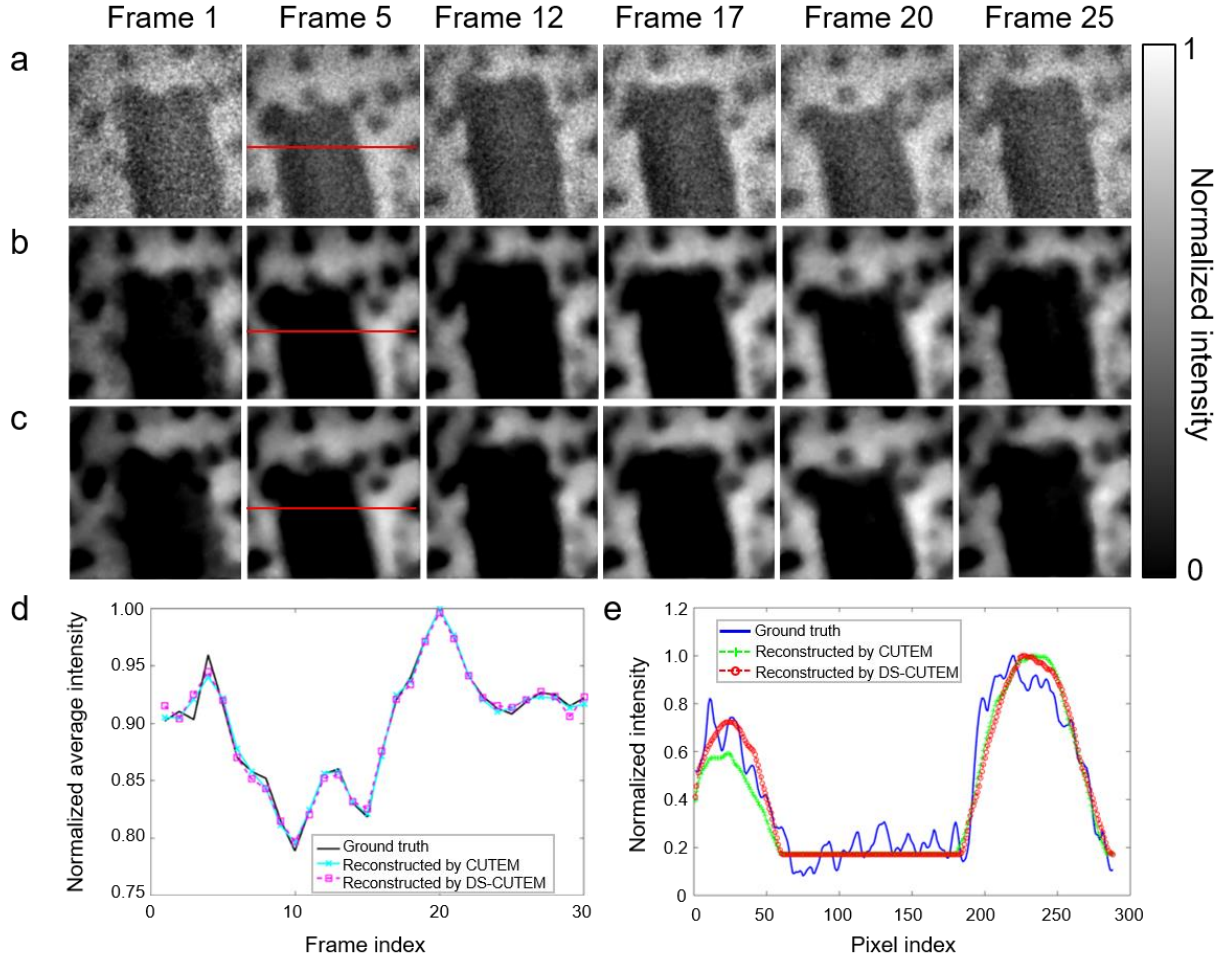 Frame 1 Frame 5 Frame 12 Frame 17 Frame 20 Frame 25
a
b
c
1
Normalized intensity
0
d
Normalized average intensity
1.00
0.95
0.90
0.85
0.80
0.75
Ground truth
Reconstructed by CUTEM
Reconstructed by DS-CUTEM
0 10 20 30
Frame index
e
Normalized intensity
1.2
1.0
0.8
0.6
0.4
0.2
0
Ground truth
Reconstructed by CUTEM
Reconstructed by DS-CUTEM
0 50 100 150 200 250 300
Pixel index